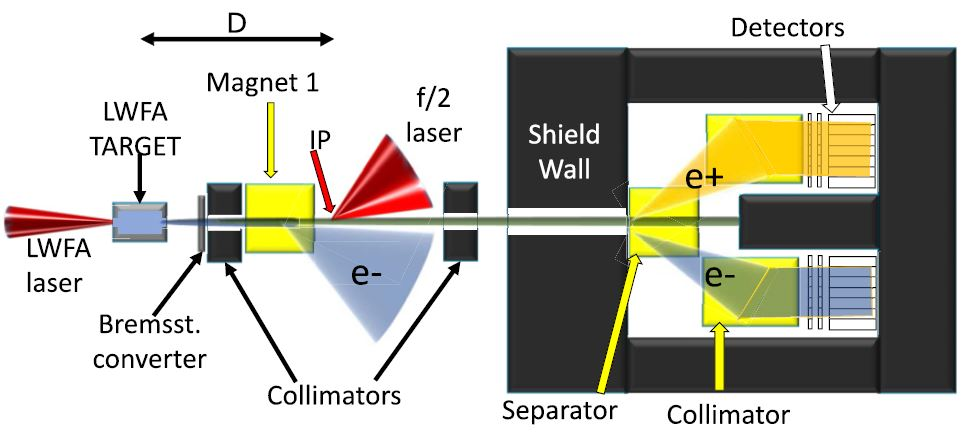 D
Magnet 1
LWFA
TARGET
IP
f/2
laser
LWFA
laser
e-
Bremsst.
converter
Collimators
Shield
Wall
Detectors
e+
e-
Separator
Collimator